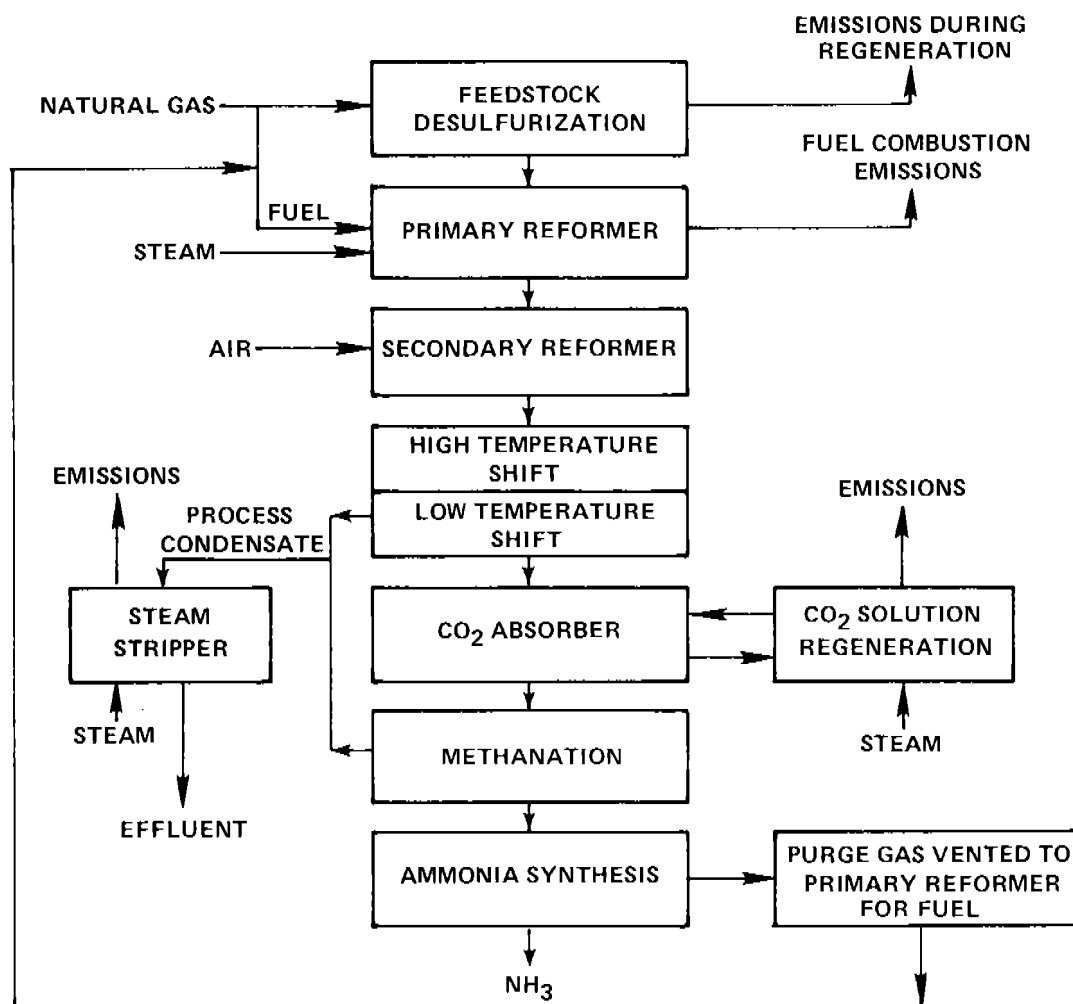 EMISSIONS DURING
REGENERATION
NATURAL GAS
FEEDSTOCK
DESULFURIZATION
FUEL COMBUSTION
EMISSIONS
FUEL
PRIMARY REFORMER
STEAM
AIR
SECONDARY REFORMER
HIGH TEMPERATURE
SHIFT
EMISSIONS
PROCESS
CONDENSATE
LOW TEMPERATURE
SHIFT
EMISSIONS
STEAM
STRIPPER
CO2 ABSORBER
CO2 SOLUTION
REGENERATION
STEAM
METHANATION
STEAM
EFFLUENT
AMMONIA SYNTHESIS
PURGE GAS VENTED TO
PRIMARY REFORMER
FOR FUEL
NH3